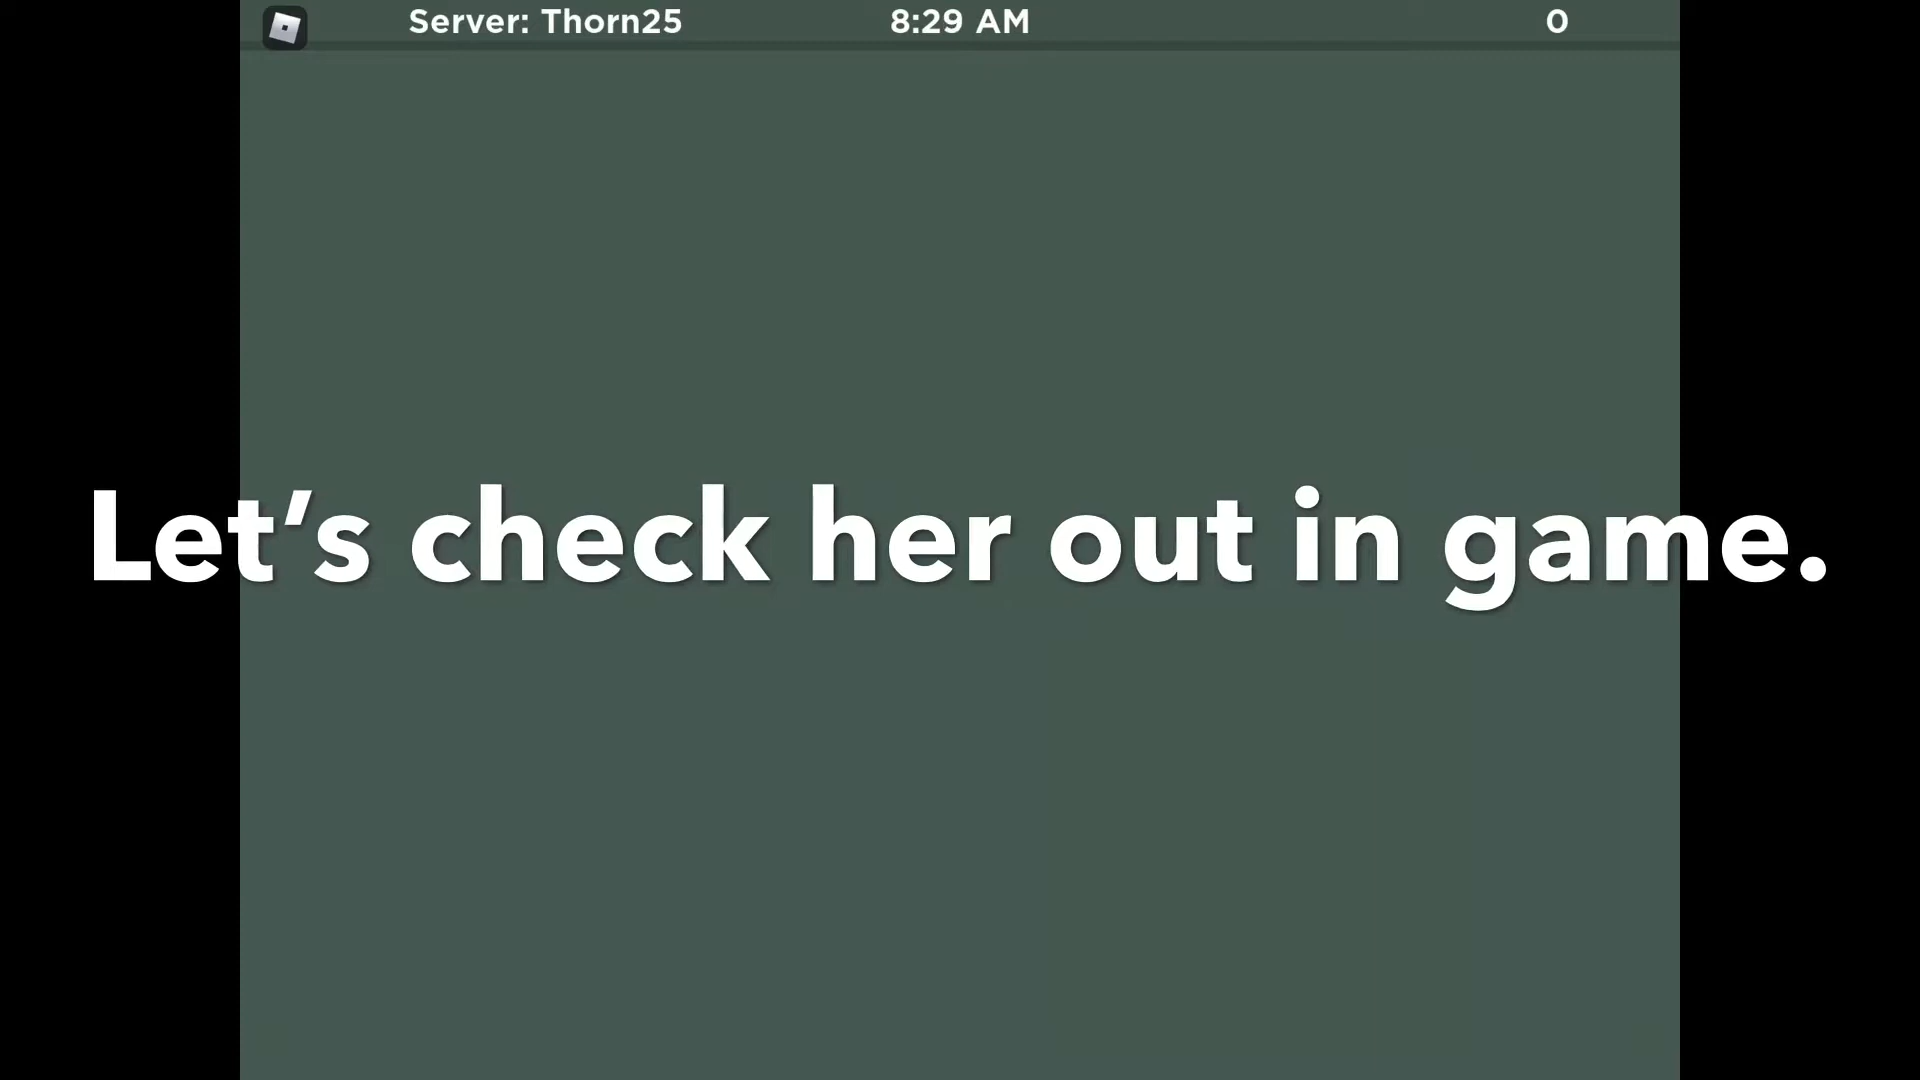 Server: Thorn25 8:29 AM 0
Let’s check her out in game.